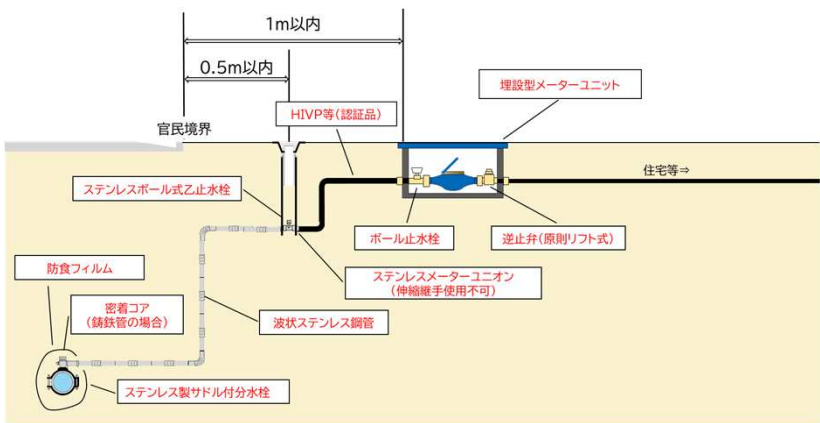 1m以内
0.5m以内
埋設型メーターユニット
HIVP等(認証品)
官民境界
住宅等⇒
ステンレスボール式乙止水栓
ボール止水栓
逆止弁(原則リフト式)
防食フィルム
ステンレスメーターユニオン
(伸縮継手使用不可)
密着コア
(鋳鉄管の場合)
波状ステンレス鋼管
ステンレス製サドル付分水栓